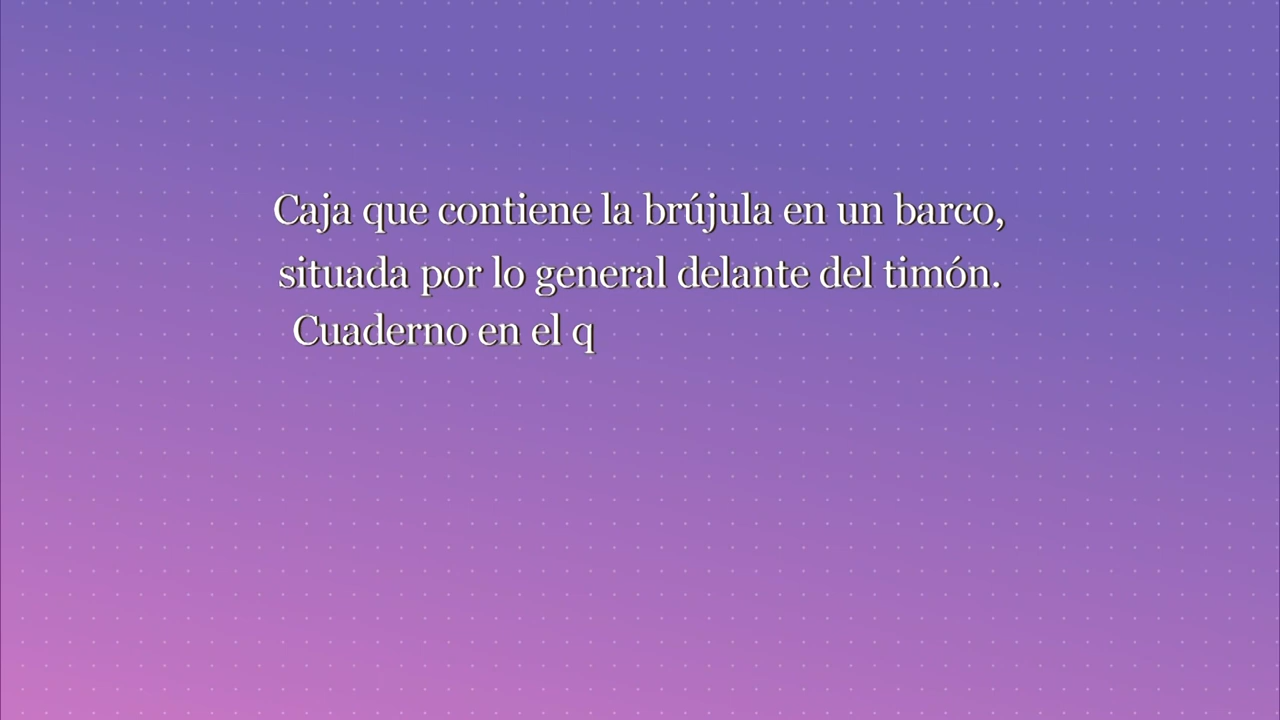 Caja que contiene la brújula en un barco,
situada por lo general delante del timón.
Cuaderno en el q